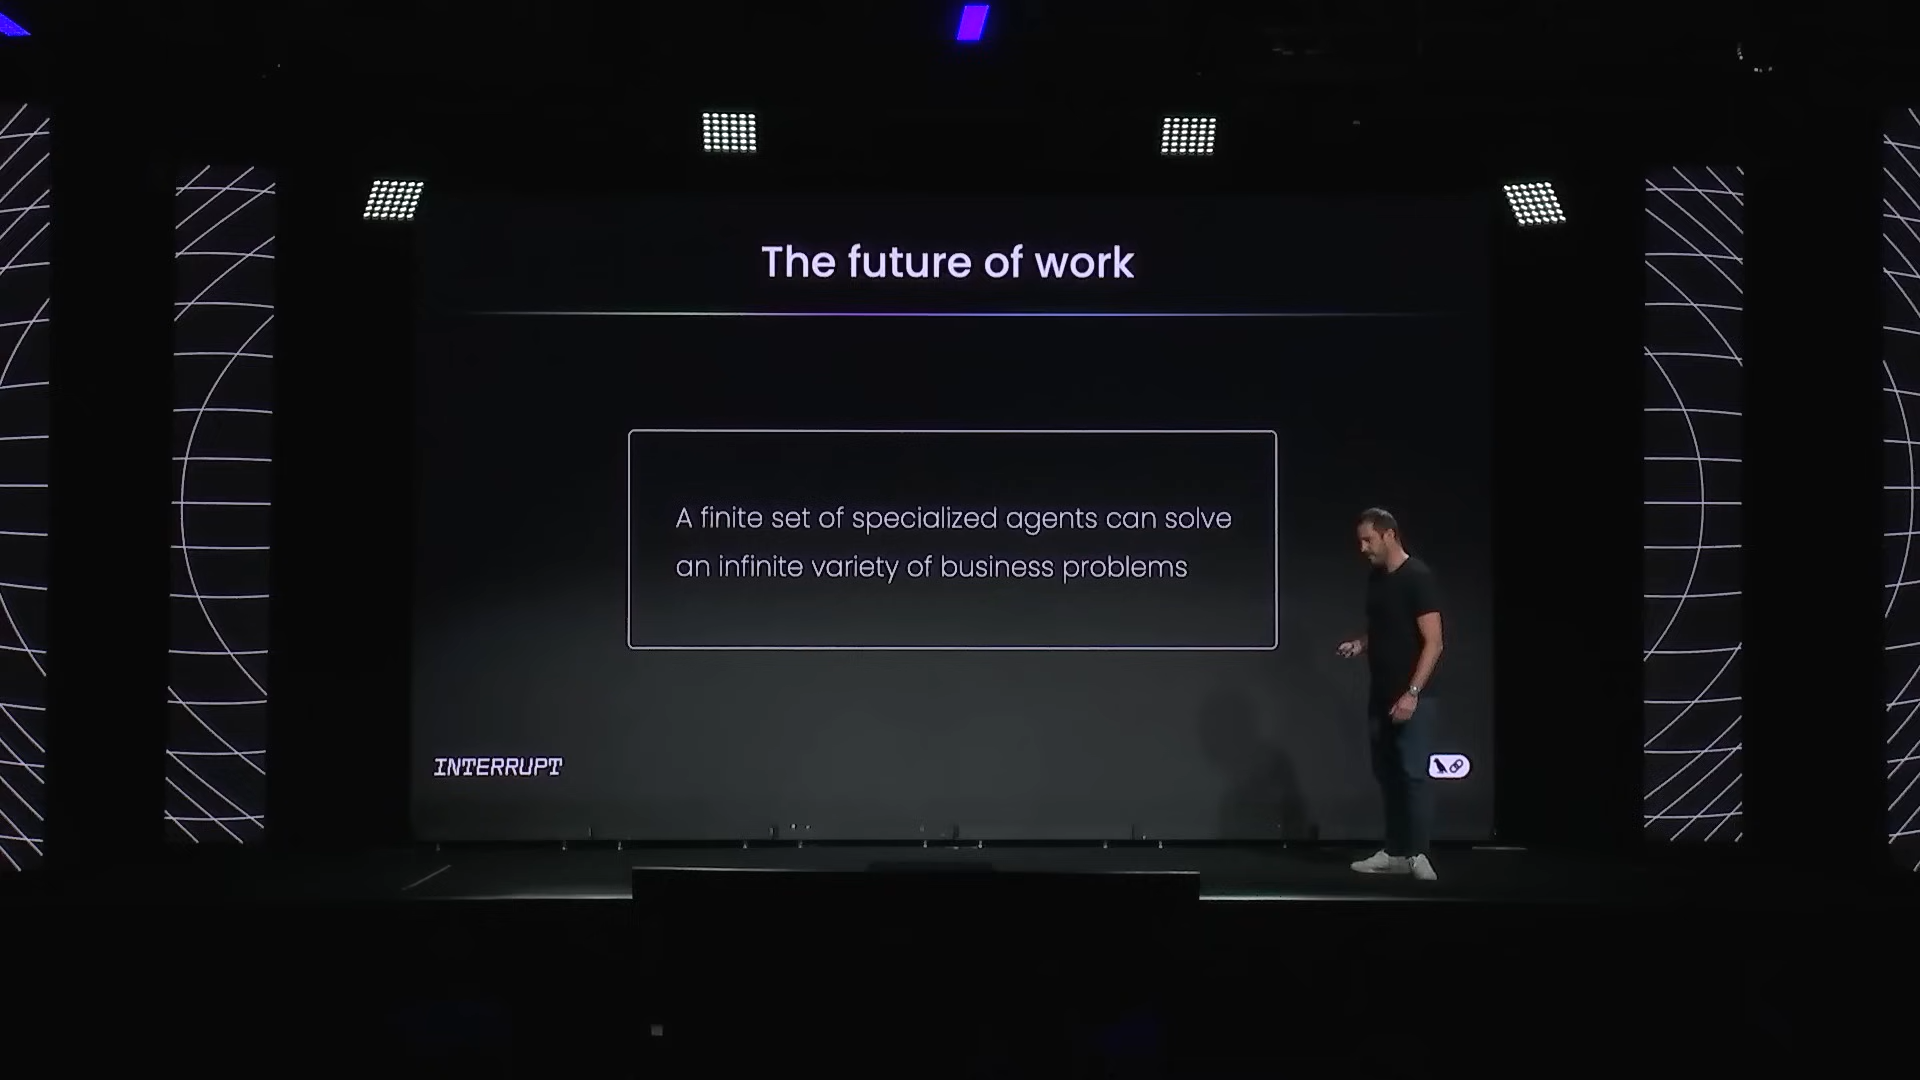 The future of work
A finite set of specialized agents can solve
an infinite variety of business problems
INTERRUPT